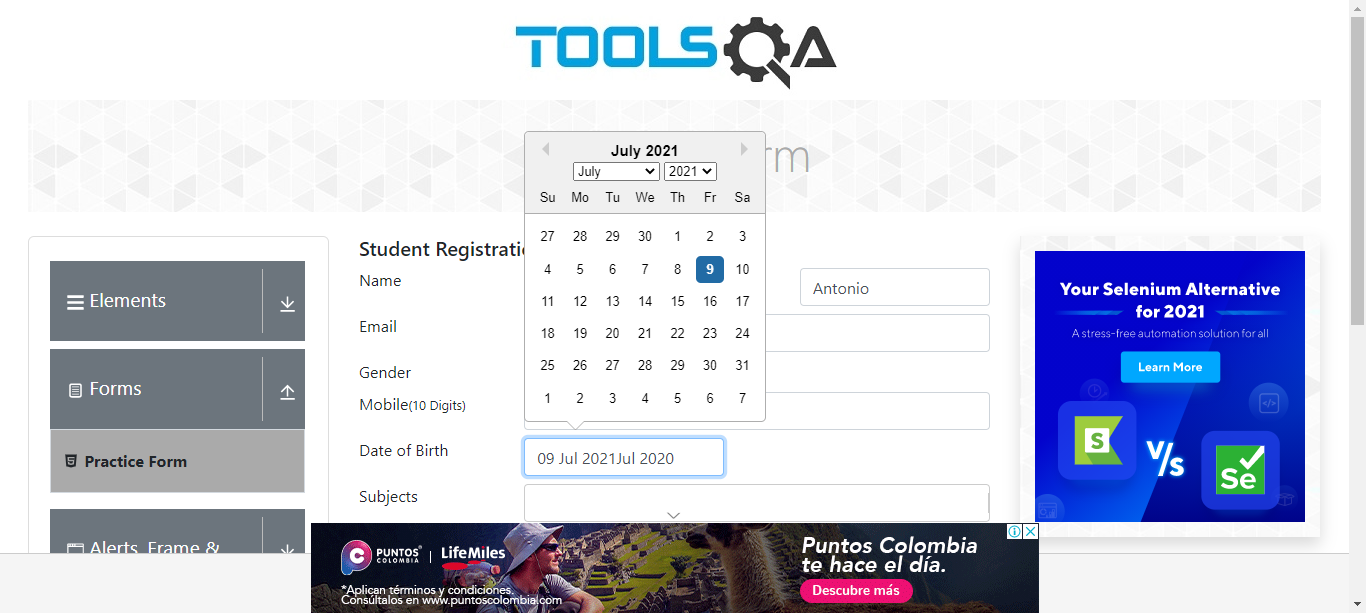 TOOLSQA
rm
July 2021
July 2021
Su Mo Tu We Th Fr Sa
27 28 29 30 1 2 3
4 5 6 7 8 9 10
11 12 13 14 15 16 17
18 19 20 21 22 23 24
25 26 27 28 29 30 31
1 2 3 4 5 6 7
Elements
Forms
Practice Form
Alerts, Frame &
Student Registrati
Name
Antonio
Email
Gender
Mobile(10 Digits)
Date of Birth
09 Jul 2021Jul 2020
Subjects
Your Selenium Alternative
for 2021
A stress-free automation solution for all
Learn More
S
V/s
Se
PUNTOS
COLOMBIA
LifeMiles
*Aplican términos y condiciones.
Consúltalos en www.puntoscolombia.com
Puntos Colombia
te hace el día.
Descubre más